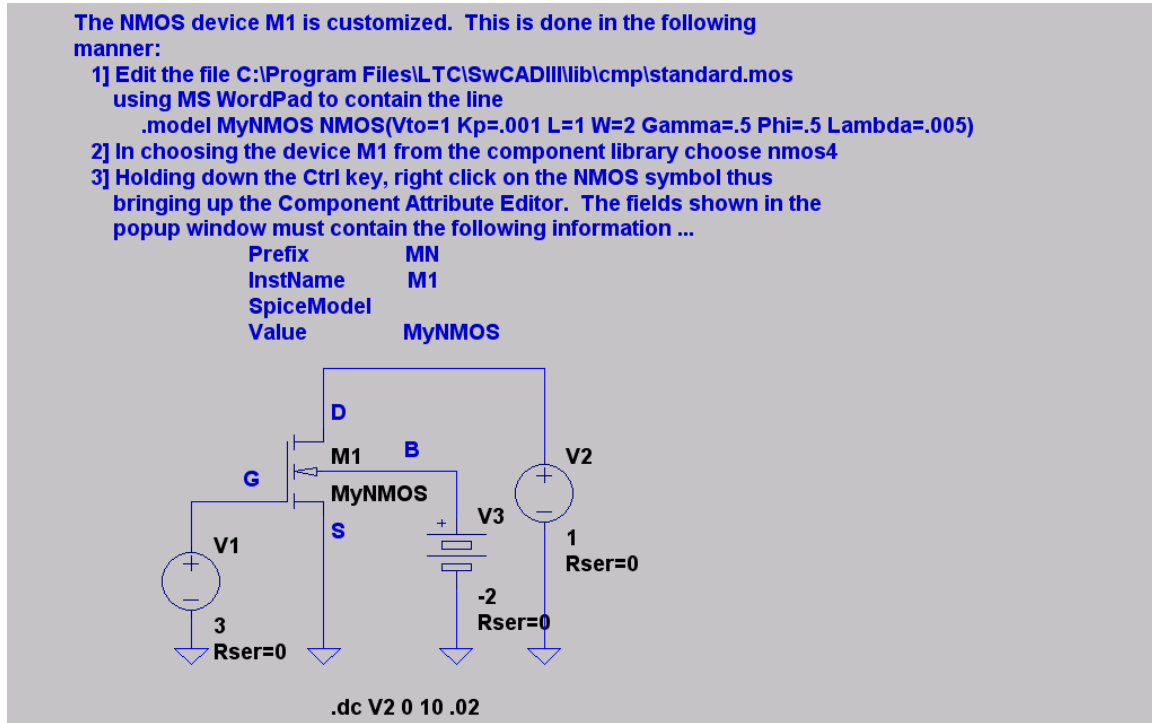 The NMOS device M1 is customized.  This is done in the following
manner:
1] Edit the file C:\Program Files\LTC\SwCADIII\lib\cmp\standard.mos
using MS WordPad to contain the line
.model MyNMOS NMOS(Vto=1 Kp=.001 L=1 W=2 Gamma=.5 Phi=.5 Lambda=.005)
2] In choosing the device M1 from the component library choose nmos4
3] Holding down the Ctrl key, right click on the NMOS symbol thus
bringing up the Component Attribute Editor.  The fields shown in the
popup window must contain the following information ...
Prefix MN
InstName M1
SpiceModel
Value MyNMOS
D
M1
B
V2
G
MyNMOS
V3
S
V1
1
Rser=0
-2
Rser=0
3
Rser=0
.dc V2 0 10 .02